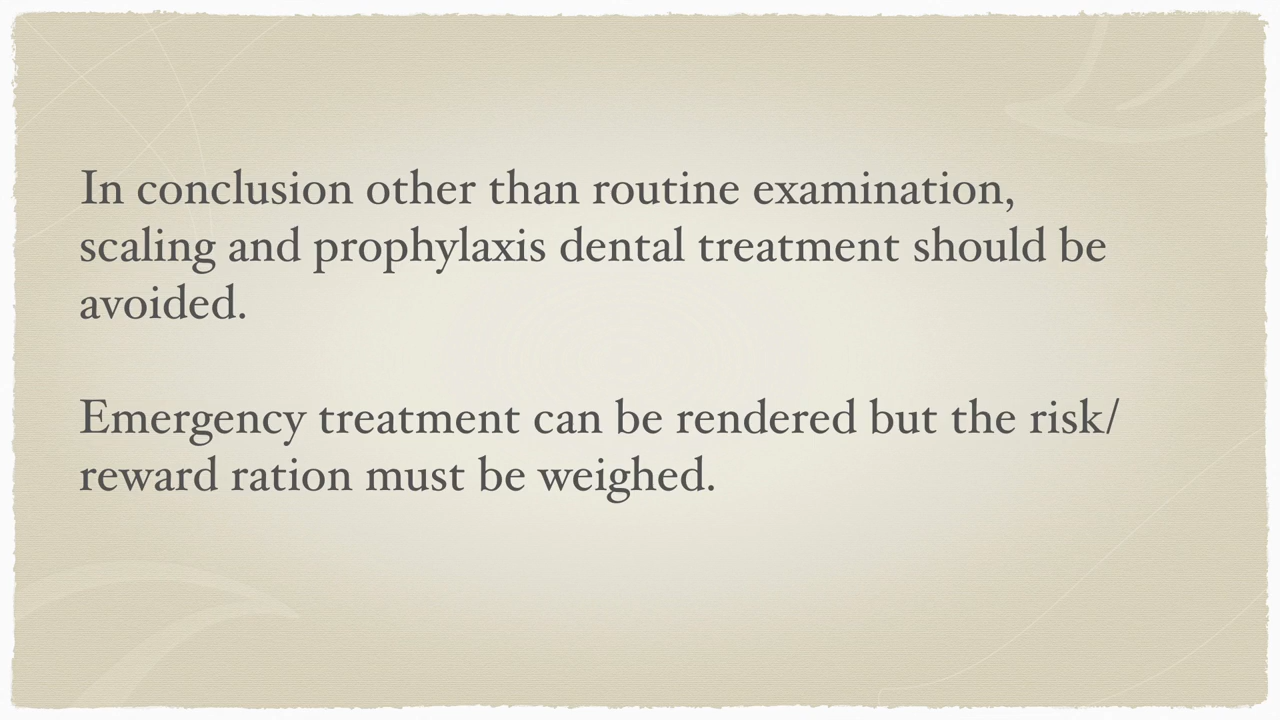 In conclusion other than routine examination,
scaling and prophylaxis dental treatment should be
avoided.
Emergency treatment can be rendered but the risk/
reward ration must be weighed.